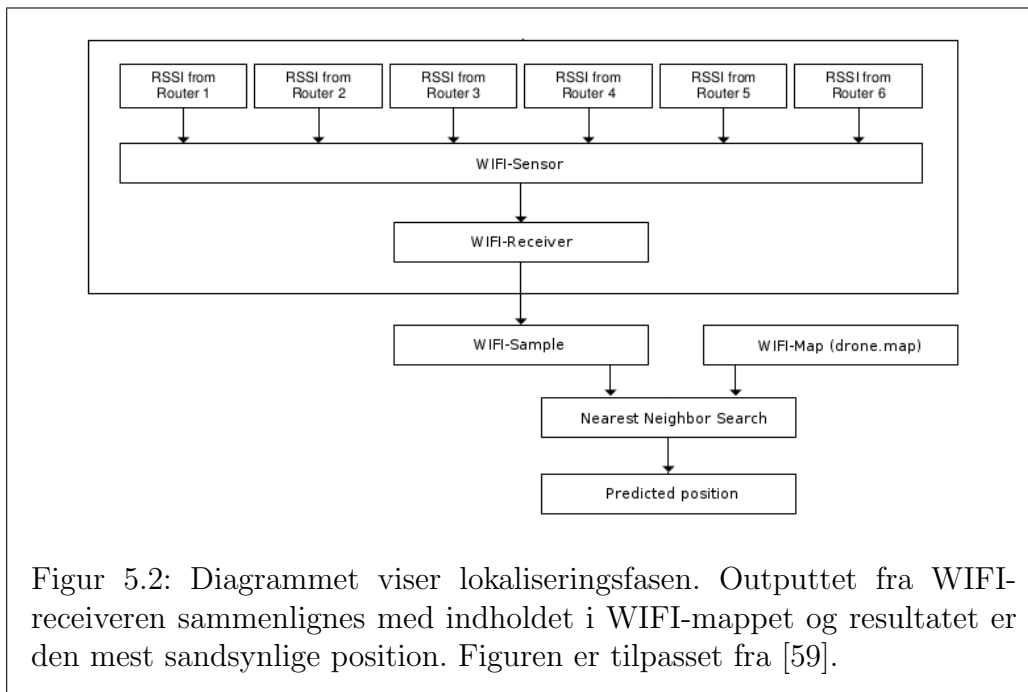 RSSI from
Router 1
RSSI from
Router 2
RSSI from
Router 3
RSSI from
Router 4
RSSI from
Router 5
RSSI from
Router 6
WIFI-Sensor
WIFI-Receiver
WIFI-Sample
WIFI-Map (drone.map)
Nearest Neighbor Search
Predicted position
Figur 5.2: Diagrammet viser lokaliseringsfasen. Outputtet fra WIFI-
receiveren sammenlignes med indholdet i WIFI-mappet og resultatet er
den mest sandsynlige position. Figuren er tilpasset fra [59].